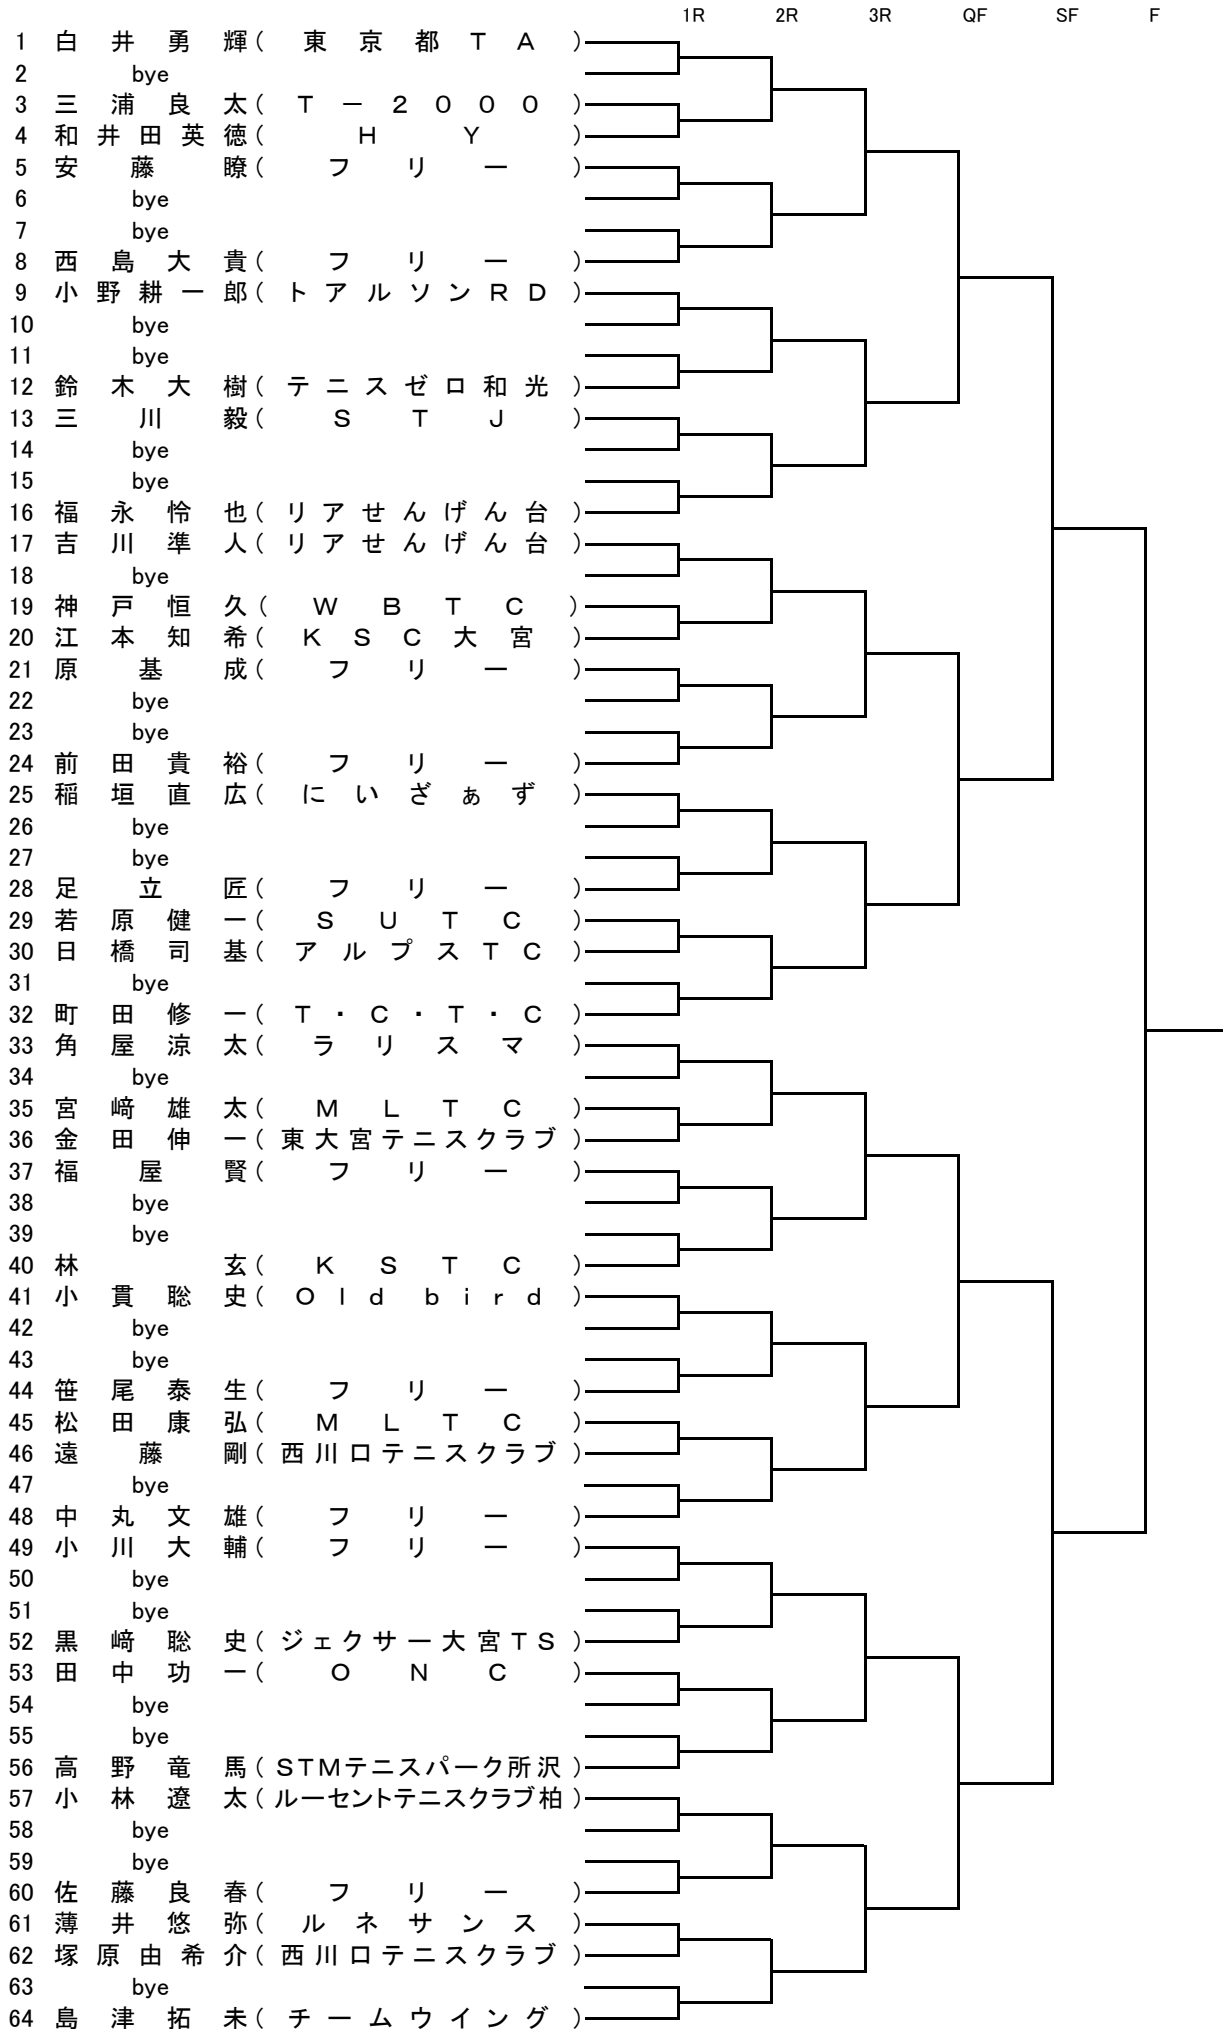 1R 2R 3R QF SF F
1 白井勇輝(東京都TA)
2 bye
3 三浦良太(T－2000)
4 和井田英徳(HY)
5 安藤瞭(フリー)
6 bye
7 bye
8 西島大貴(フリー)
9 小野耕一郎(トアルソンRD)
10 bye
11 bye
12 鈴木大樹(テニスゼロ和光)
13 三川毅(STJ)
14 bye
15 bye
16 福永怜也(リアせんげん台)
17 吉川準人(リアせんげん台)
18 bye
19 神戸恒久(WBTC)
20 江本知希(KSC大宮)
21 原基成(フリー)
22 bye
23 bye
24 前田貴裕(フリー)
25 稲垣直広(にいざぁず)
26 bye
27 bye
28 足立匠(フリー)
29 若原健一(SUTC)
30 日橋司基(アルプスTC)
31 bye
32 町田修一(T・C・T・C)
33 角屋涼太(ラリスマ)
34 bye
35 宮﨑雄太(MLTC)
36 金田伸一(東大宮テニスクラブ)
37 福屋賢(フリー)
38 bye
39 bye
40 林玄(KSTC)
41 小貫聡史(Old bird)
42 bye
43 bye
44 笹尾泰生(フリー)
45 松田康弘(MLTC)
46 遠藤剛(西川口テニスクラブ)
47 bye
48 中丸文雄(フリー)
49 小川大輔(フリー)
50 bye
51 bye
52 黒﨑聡史(ジェクサー大宮TS)
53 田中功一(ONC)
54 bye
55 bye
56 高野竜馬(STMテニスパーク所沢)
57 小林遼太(ルーセントテニスクラブ柏)
58 bye
59 bye
60 佐藤良春(フリー)
61 薄井悠弥(ルネサンス)
62 塚原由希介(西川口テニスクラブ)
63 bye
64 島津拓未(チームウイング)